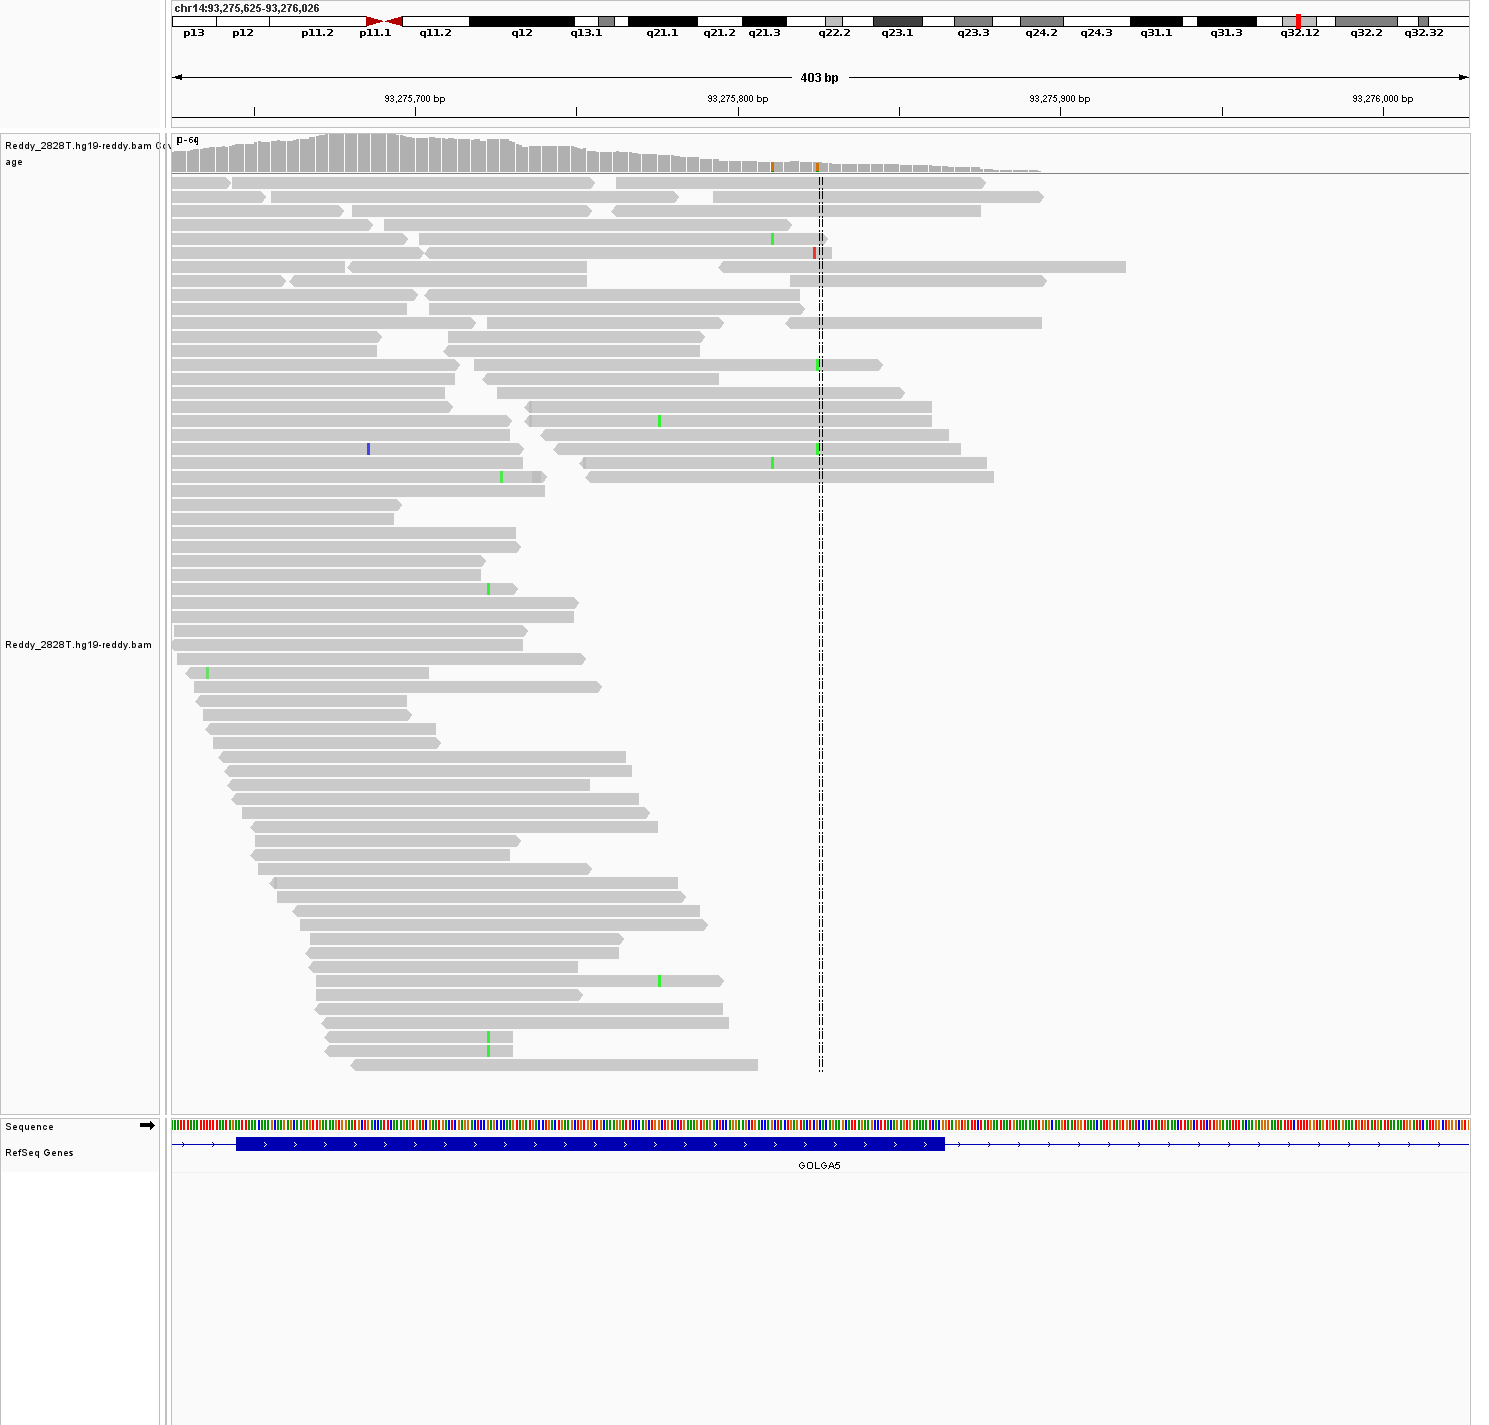 chr14:93,275,625-93,276,026
p13 p12 p11.2 p11.1 q11.2 q12 q13.1 q21.1 q21.2 q21.3 q22.2 q23.1 q23.3 q24.2 q24.3 q31.1 q31.3 q32.12 q32.2 q32.32
403 bp
93,275,700 bp 93,275,800 bp 93,275,900 bp 93,276,000 bp
Reddy_2828T.hg19-reddy.bam Cov
age
Reddy_2828T.hg19-reddy.bam
Sequence
RefSeq Genes
GOLGA5